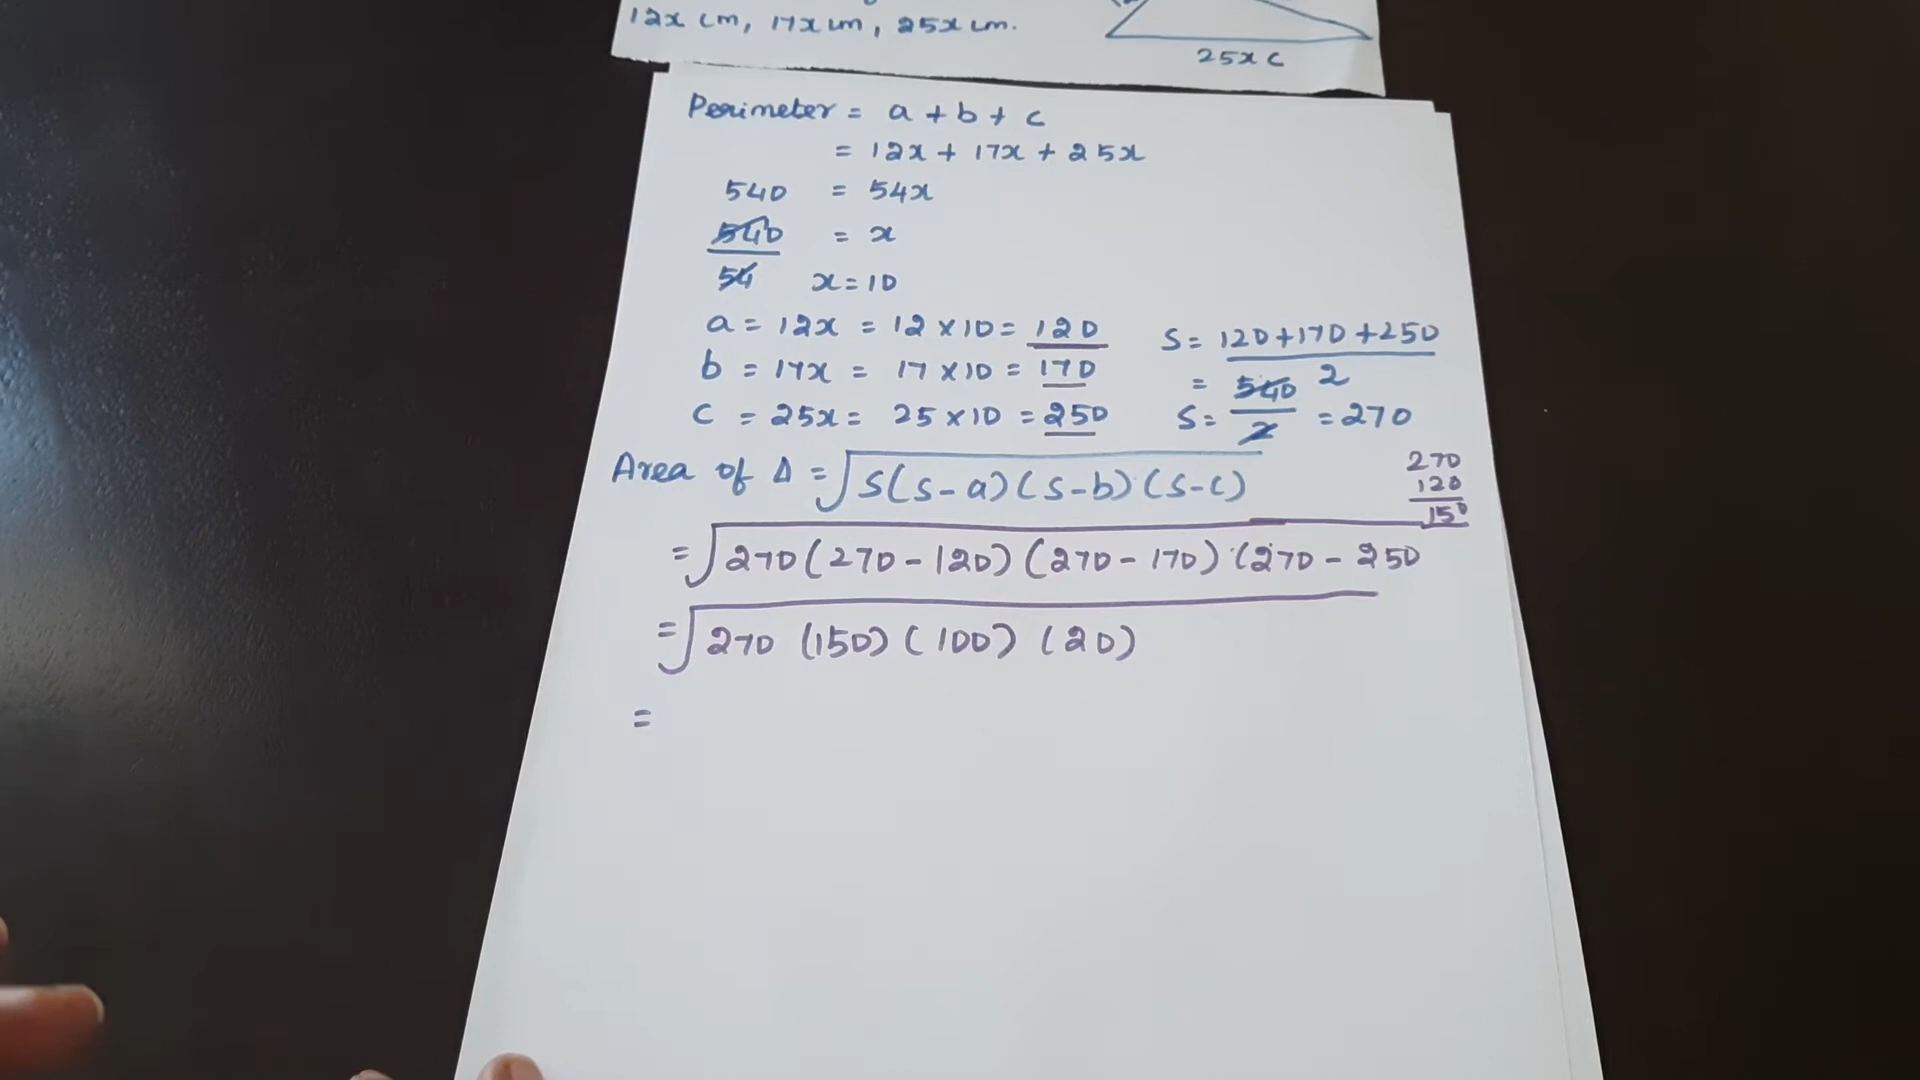 12x cm, 17x cm, 25x cm.
25x c
Perimeter = a + b + c
= 12x + 17x + 25x
540 = 54x
540/54 = x
x = 10
a = 12x = 12 × 10 = 120
b = 17x = 17 × 10 = 170
c = 25x = 25 × 10 = 250
S = 120+170+250 / 2
= 540
S = 540/2 = 270
Area of Δ = √S(S-a)(S-b)(S-c)
270
120
150
= √270(270-120)(270-170)(270-250
= √270 (150)(100)(20)
=